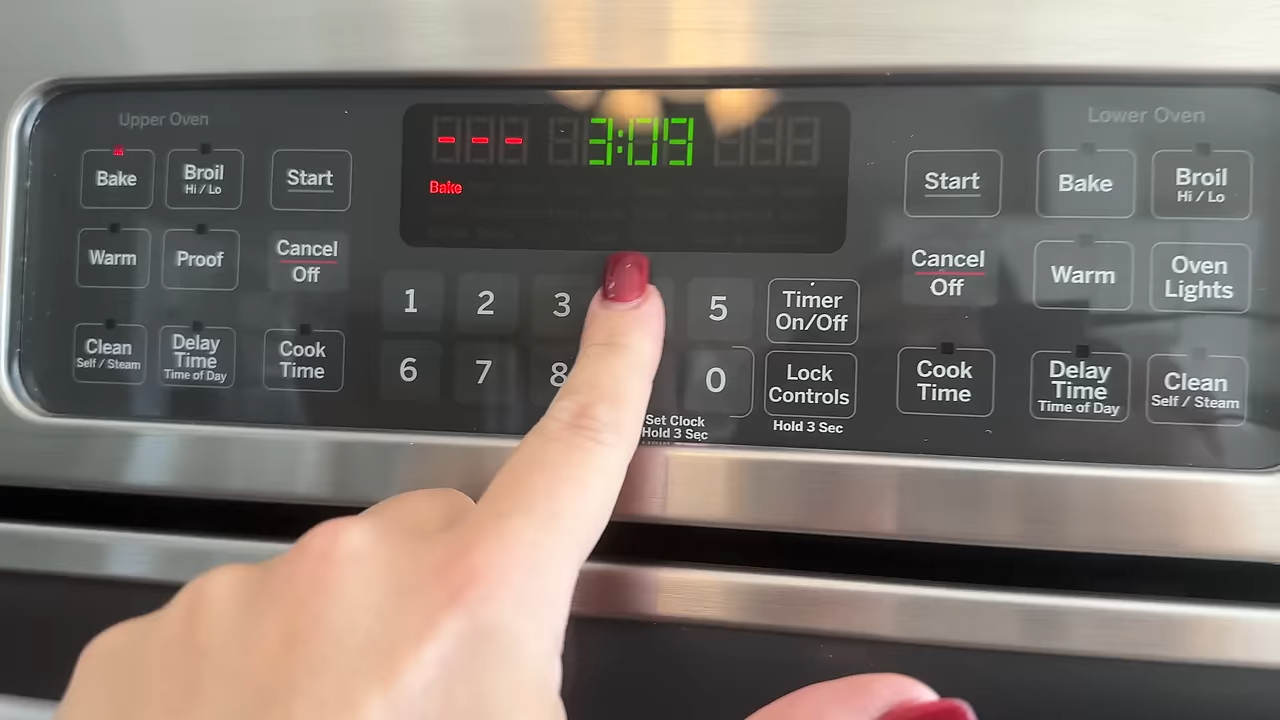 Upper Oven
Bake
Broil
Hi / Lo
Start
Warm
Proof
Cancel
Off
Clean
Self / Steam
Delay
Time
Time of Day
Cook
Time
- - - 3:09
Bake
1 2 3 5
6 7 8 0
Set Clock
Hold 3 Sec
Timer
On/Off
Lock
Controls
Hold 3 Sec
Lower Oven
Start
Bake
Broil
Hi / Lo
Cancel
Off
Warm
Oven
Lights
Cook
Time
Delay
Time
Time of Day
Clean
Self / Steam